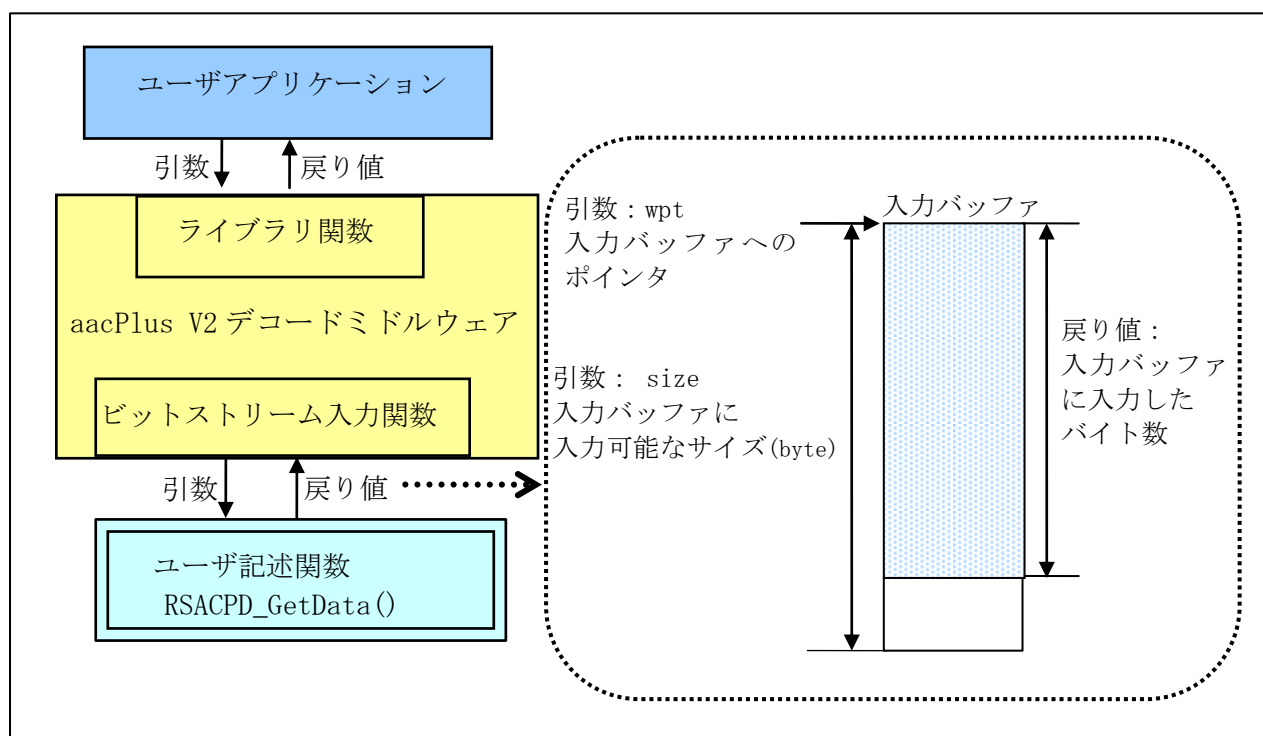 ユーザアプリケーション
引数
戻り値
ライブラリ関数
aacPlus V2デコードミドルウェア
ビットストリーム入力関数
引数
戻り値
ユーザ記述関数
RSACPD_GetData()
引数：wpt
入力バッファへの
ポインタ
引数： size
入力バッファに
入力可能なサイズ(byte)
入力バッファ
戻り値：
入力バッファ
に入力した
バイト数